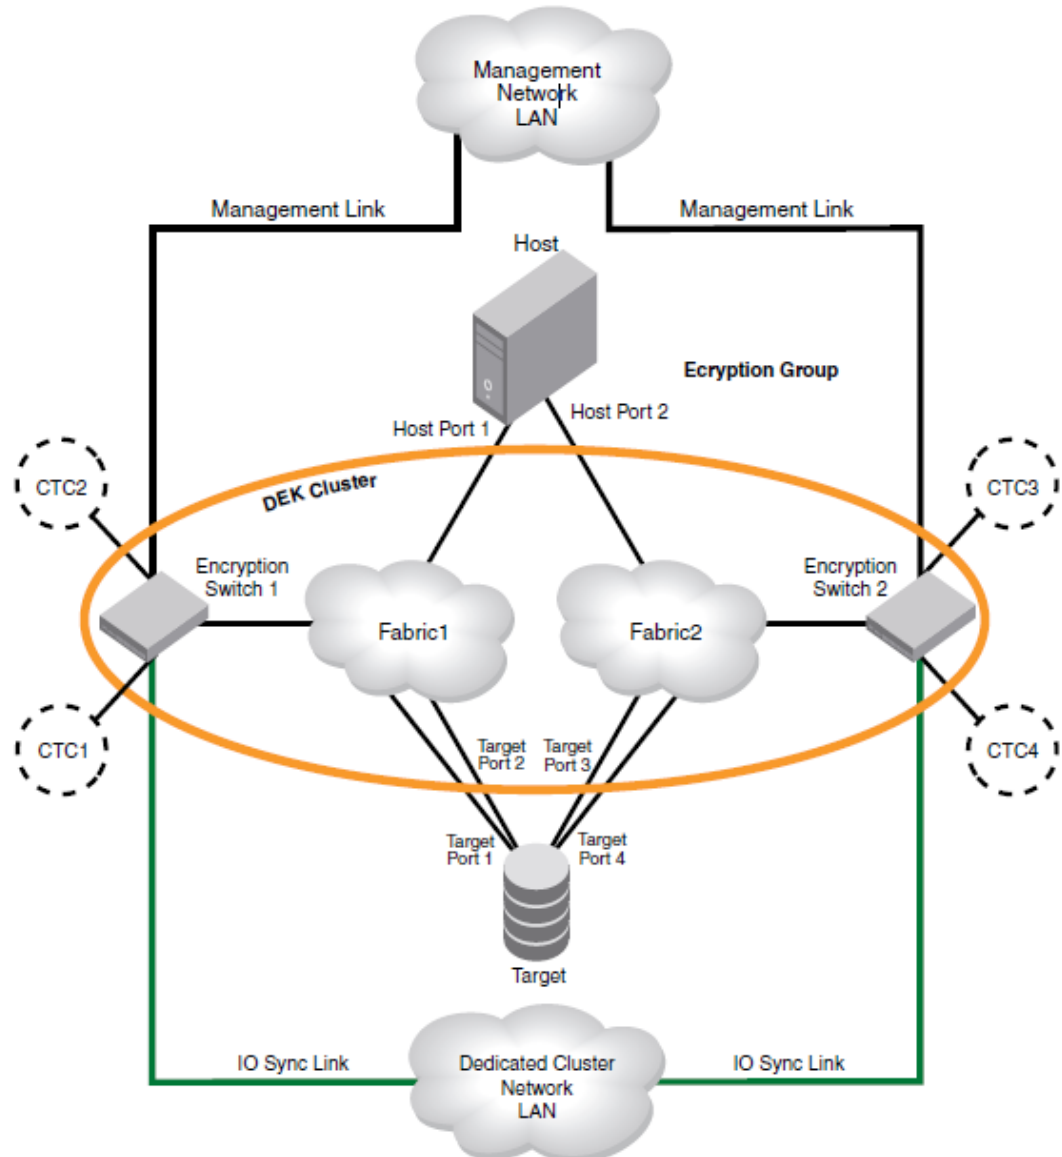 Management
Network
LAN
Management Link
Management Link
Host
Ecryption Group
Host Port 1
Host Port 2
DEK Cluster
CTC2
CTC3
Encryption
Switch 1
Encryption
Switch 2
Fabric1
Fabric2
CTC1
CTC4
Target
Port 2
Target
Port 3
Target
Port 1
Target
Port 4
Target
IO Sync Link
Dedicated Cluster
Network
LAN
IO Sync Link